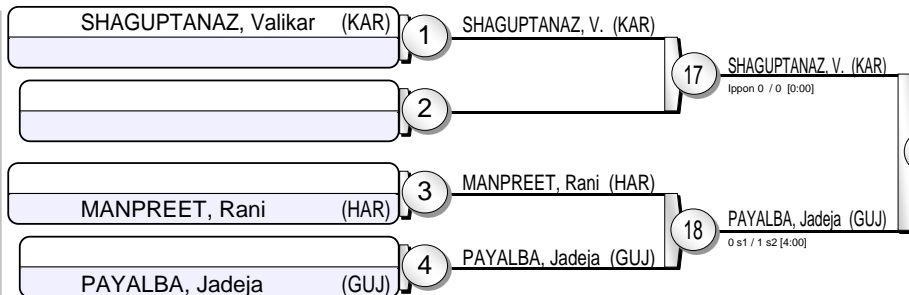 SHAGUPTANAZ, Valikar (KAR)
1
SHAGUPTANAZ, V. (KAR)
17
SHAGUPTANAZ, V. (KAR)
Ippon 0 / 0 [0:00]
2
MANPREET, Rani (HAR)
3
MANPREET, Rani (HAR)
18
PAYALBA, Jadeja (GUJ)
0 s1 / 1 s2 [4:00]
PAYALBA, Jadeja (GUJ)
4
PAYALBA, Jadeja (GUJ)